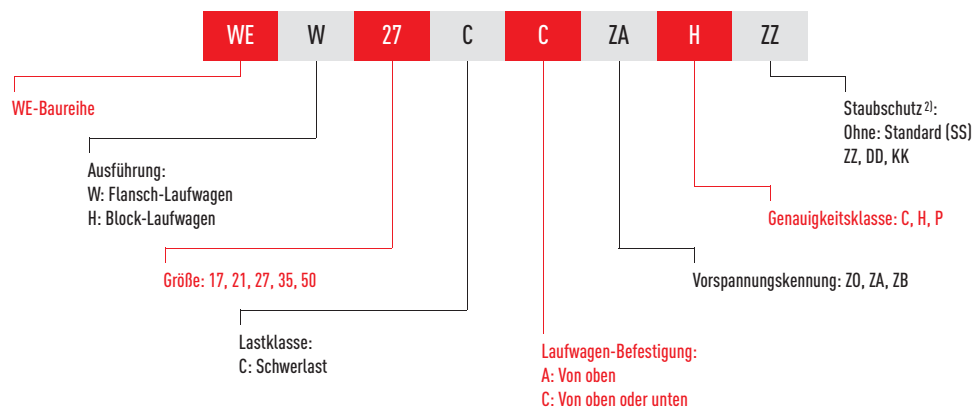 WE W 27 C C ZA H ZZ
WE-Baureihe
Ausführung:
W: Flansch-Laufwagen
H: Block-Laufwagen
Größe: 17, 21, 27, 35, 50
Lastklasse:
C: Schwerlast
Laufwagen-Befestigung:
A: Von oben
C: Von oben oder unten
Vorspannungskennung: Z0, ZA, ZB
Genauigkeitsklasse: C, H, P
Staubschutz ²⁾:
Ohne: Standard (SS)
ZZ, DD, KK